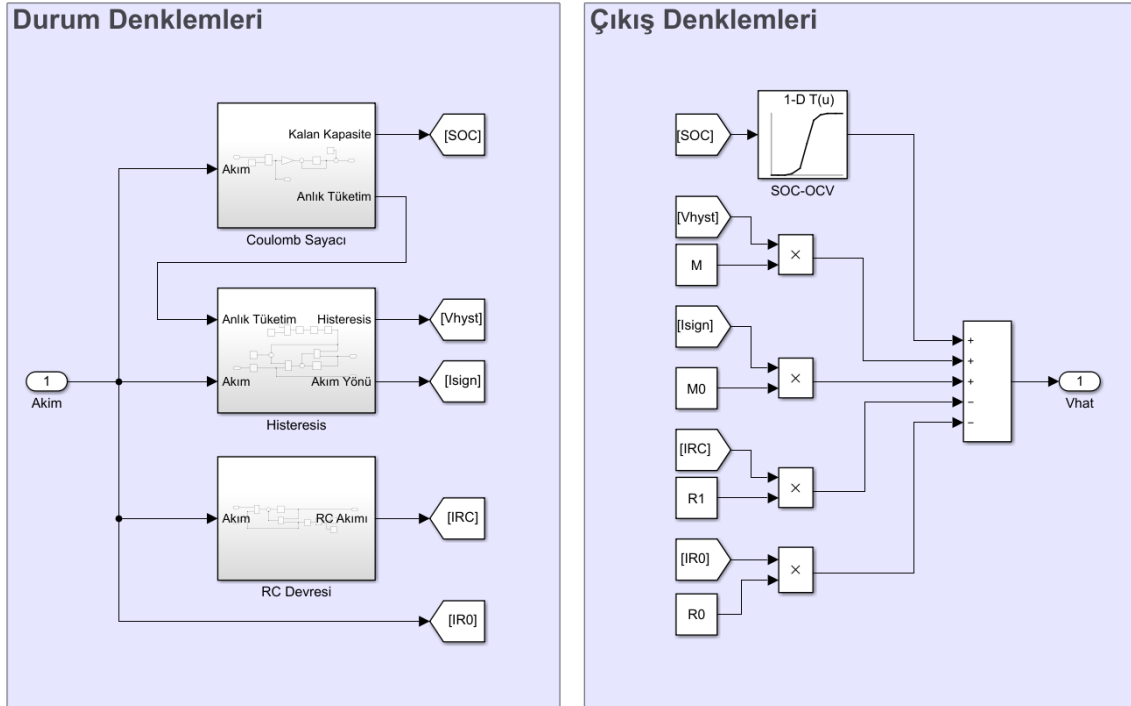 Durum Denklemleri
Kalan Kapasite
[SOC]
Akım
Anlık Tüketim
Coulomb Sayacı
Anlık Tüketim
Histeresis
[Vhyst]
Akım
Akım Yönü
[Isign]
Histeresis
1
Akim
Akım
RC Akımı
[IRC]
RC Devresi
[IR0]
Çıkış Denklemleri
1-D T(u)
[SOC]
SOC-OCV
[Vhyst]
M
×
[Isign]
M0
×
[IRC]
R1
×
[IR0]
R0
×
+
+
+
−
−
1
Vhat